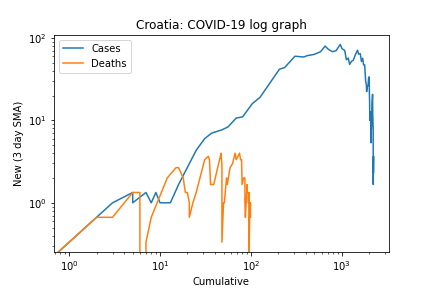 Croatia: COVID-19 log graph
Cases
Deaths
New (3 day SMA)
10²
10¹
10⁰
10⁰ 10¹ 10² 10³
Cumulative